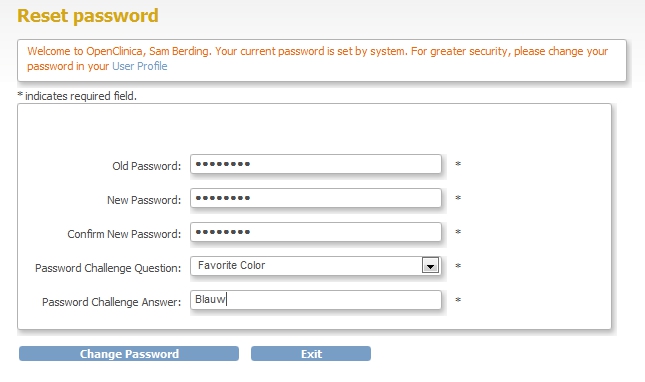 Reset password
Welcome to OpenClinica, Sam Berding. Your current password is set by system. For greater security, please change your
password in your User Profile
* indicates required field.
Old Password: •••••••• *
New Password: •••••••• *
Confirm New Password: •••••••• *
Password Challenge Question: Favorite Color *
Password Challenge Answer: Blauw *
Change Password Exit